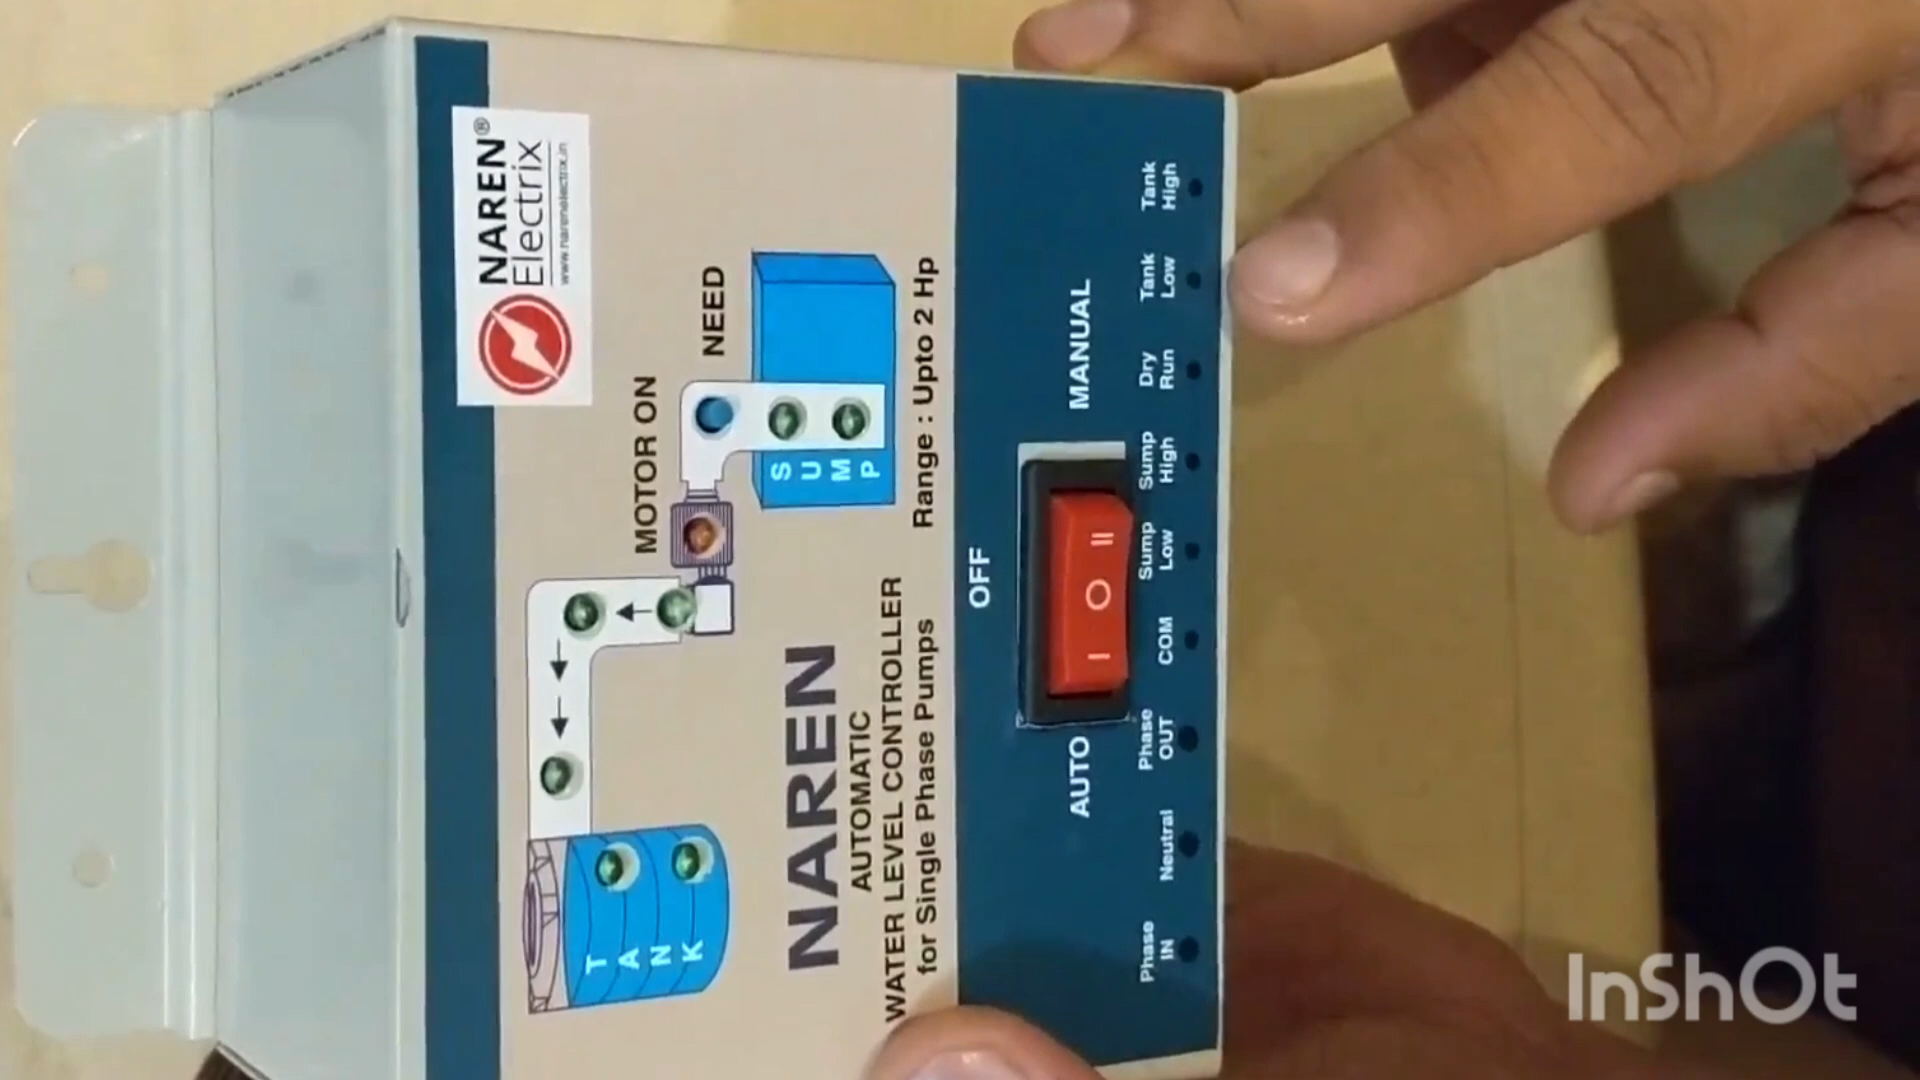 NAREN®
Electrix
www.narenelectrix.in
MOTOR ON
NEED
TANK
SUMP
NAREN
AUTOMATIC
WATER LEVEL CONTROLLER
for Single Phase Pumps
Range : Upto 2 Hp
OFF
AUTO
MANUAL
I O II
Phase IN
Neutral
Phase OUT
COM
Sump Low
Sump High
Dry Run
Tank Low
Tank High
InShOt